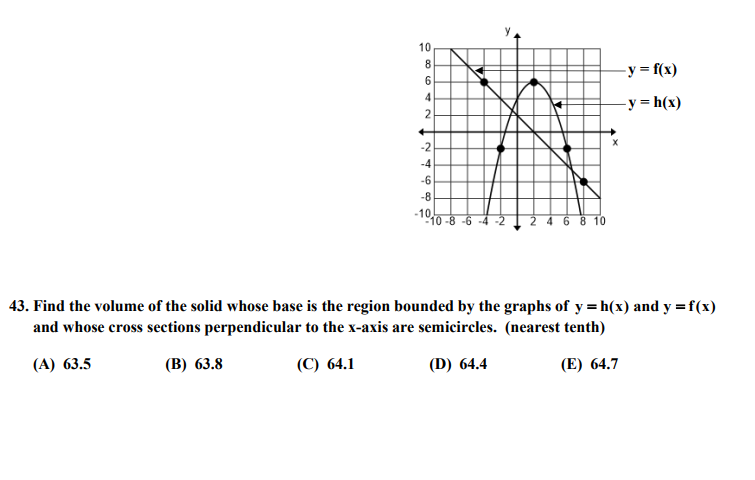 y
10
8
6
4
2
-2
-4
-6
-8
-10
-10 -8 -6 -4 -2 2 4 6 8 10
x
y = f(x)
y = h(x)
43. Find the volume of the solid whose base is the region bounded by the graphs of y = h(x) and y = f(x)
and whose cross sections perpendicular to the x-axis are semicircles. (nearest tenth)
(A) 63.5 (B) 63.8 (C) 64.1 (D) 64.4 (E) 64.7